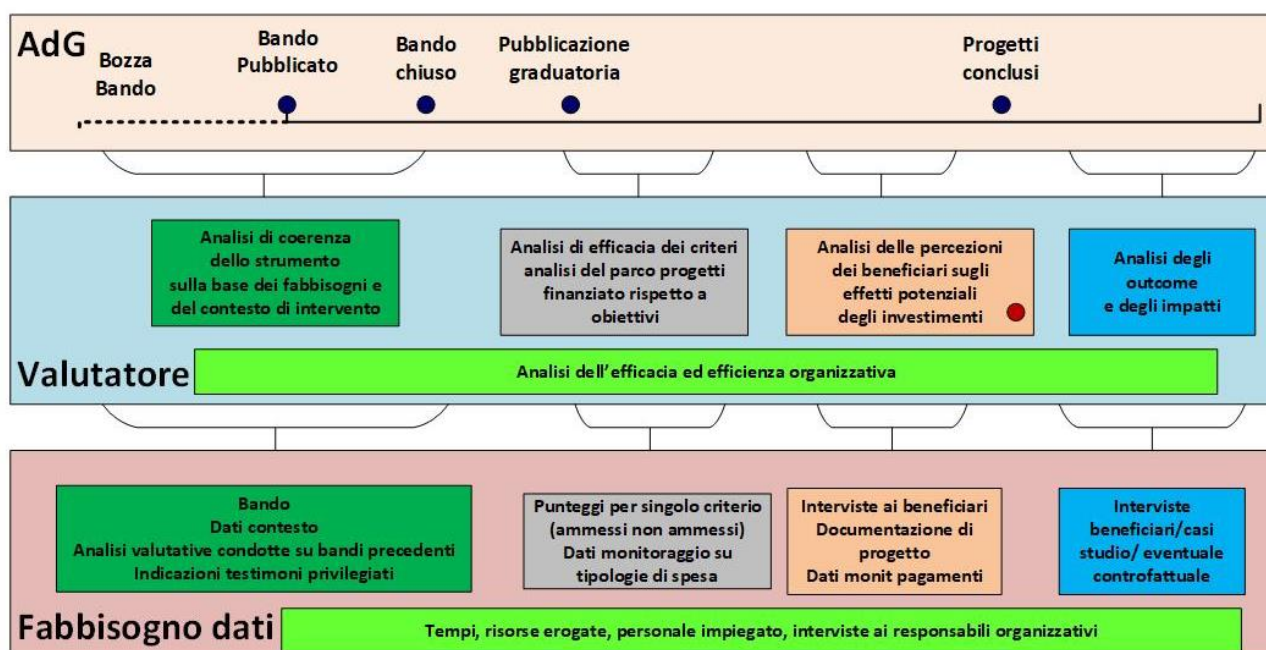 AdG
Bozza
Bando
Bando
Pubblicato
Bando
chiuso
Pubblicazione
graduatoria
Progetti
conclusi
Analisi di coerenza
dello strumento
sulla base dei fabbisogni e
del contesto di intervento
Analisi di efficacia dei criteri
analisi del parco progetti
finanziato rispetto a
obiettivi
Analisi delle percezioni
dei beneficiari sugli
effetti potenziali
degli investimenti
Analisi degli
outcome
e degli impatti
Valutatore
Analisi dell'efficacia ed efficienza organizzativa
Bando
Dati contesto
Analisi valutative condotte su bandi precedenti
Indicazioni testimoni privilegiati
Punteggi per singolo criterio
(ammessi non ammessi)
Dati monitoraggio su
tipologie di spesa
Interviste ai beneficiari
Documentazione di
progetto
Dati monit pagamenti
Interviste
beneficiari/casi
studio/ eventuale
controfattuale
Fabbisogno dati
Tempi, risorse erogate, personale impiegato, interviste ai responsabili organizzativi